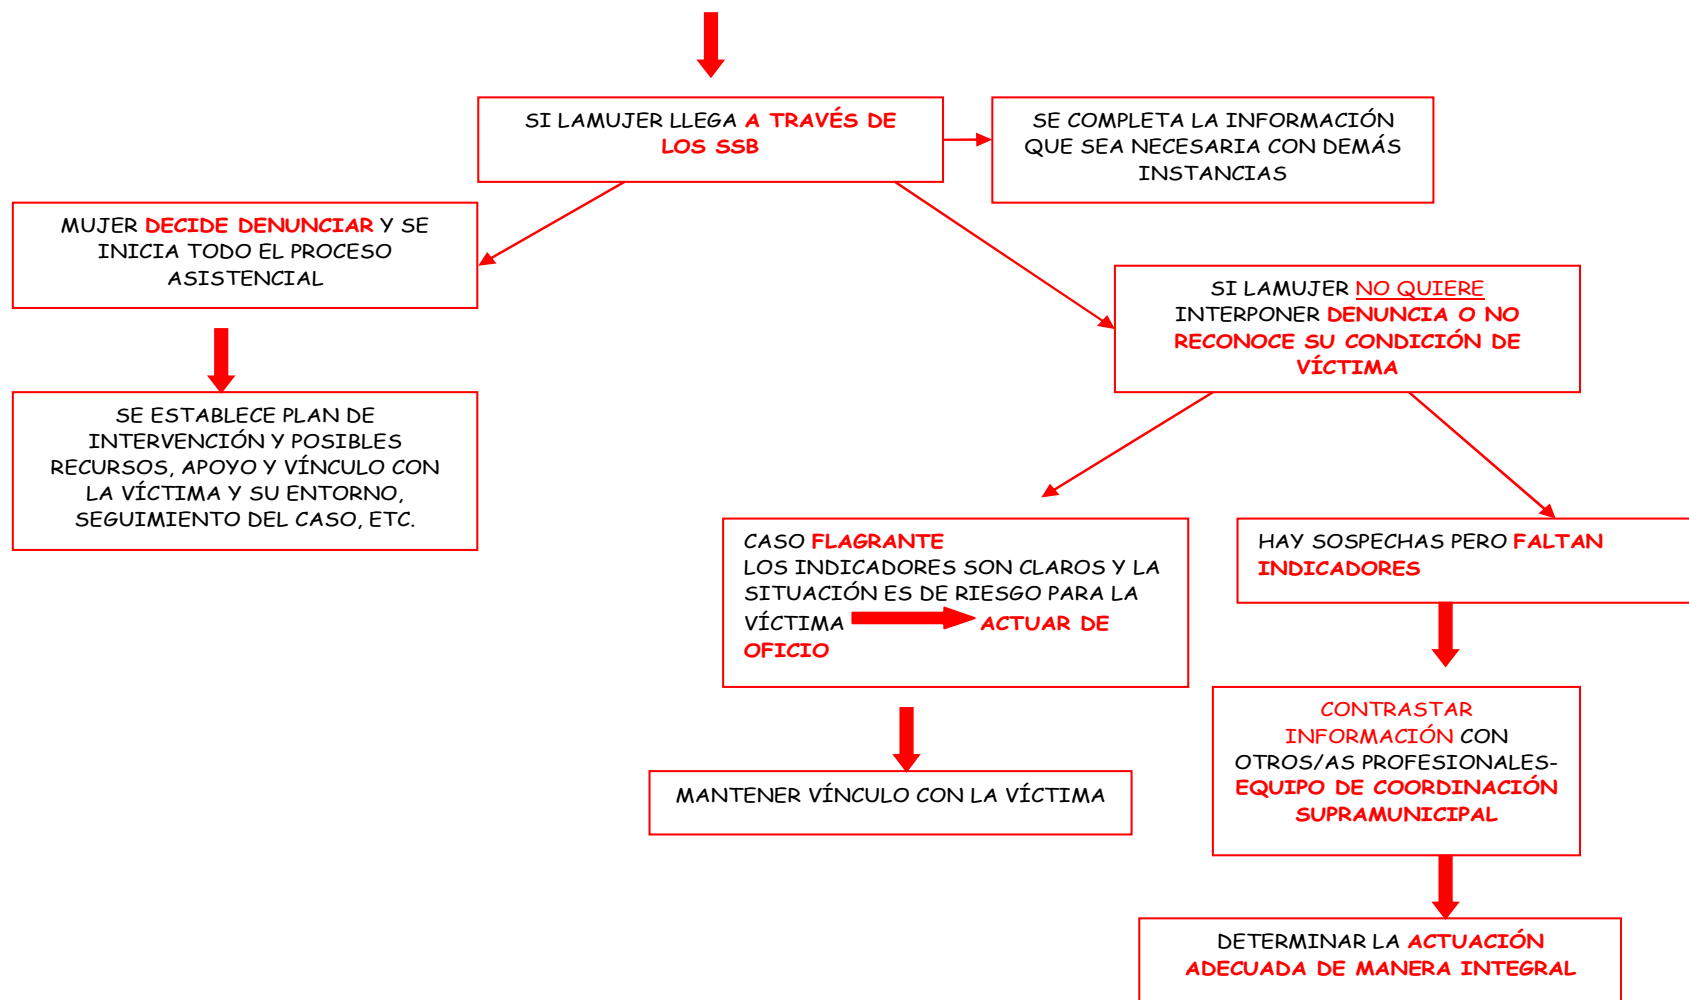 SI LAMUJER LLEGA A TRAVÉS DE
LOS SSB
SE COMPLETA LA INFORMACIÓN
QUE SEA NECESARIA CON DEMÁS
INSTANCIAS
MUJER DECIDE DENUNCIAR Y SE
INICIA TODO EL PROCESO
ASISTENCIAL
SI LAMUJER NO QUIERE
INTERPONER DENUNCIA O NO
RECONOCE SU CONDICIÓN DE
VÍCTIMA
SE ESTABLECE PLAN DE
INTERVENCIÓN Y POSIBLES
RECURSOS, APOYO Y VÍNCULO CON
LA VÍCTIMA Y SU ENTORNO,
SEGUIMIENTO DEL CASO, ETC.
CASO FLAGRANTE
LOS INDICADORES SON CLAROS Y LA
SITUACIÓN ES DE RIESGO PARA LA
VÍCTIMA ACTUAR DE
OFICIO
HAY SOSPECHAS PERO FALTAN
INDICADORES
MANTENER VÍNCULO CON LA VÍCTIMA
CONTRASTAR
INFORMACIÓN CON
OTROS/AS PROFESIONALES-
EQUIPO DE COORDINACIÓN
SUPRAMUNICIPAL
DETERMINAR LA ACTUACIÓN
ADECUADA DE MANERA INTEGRAL